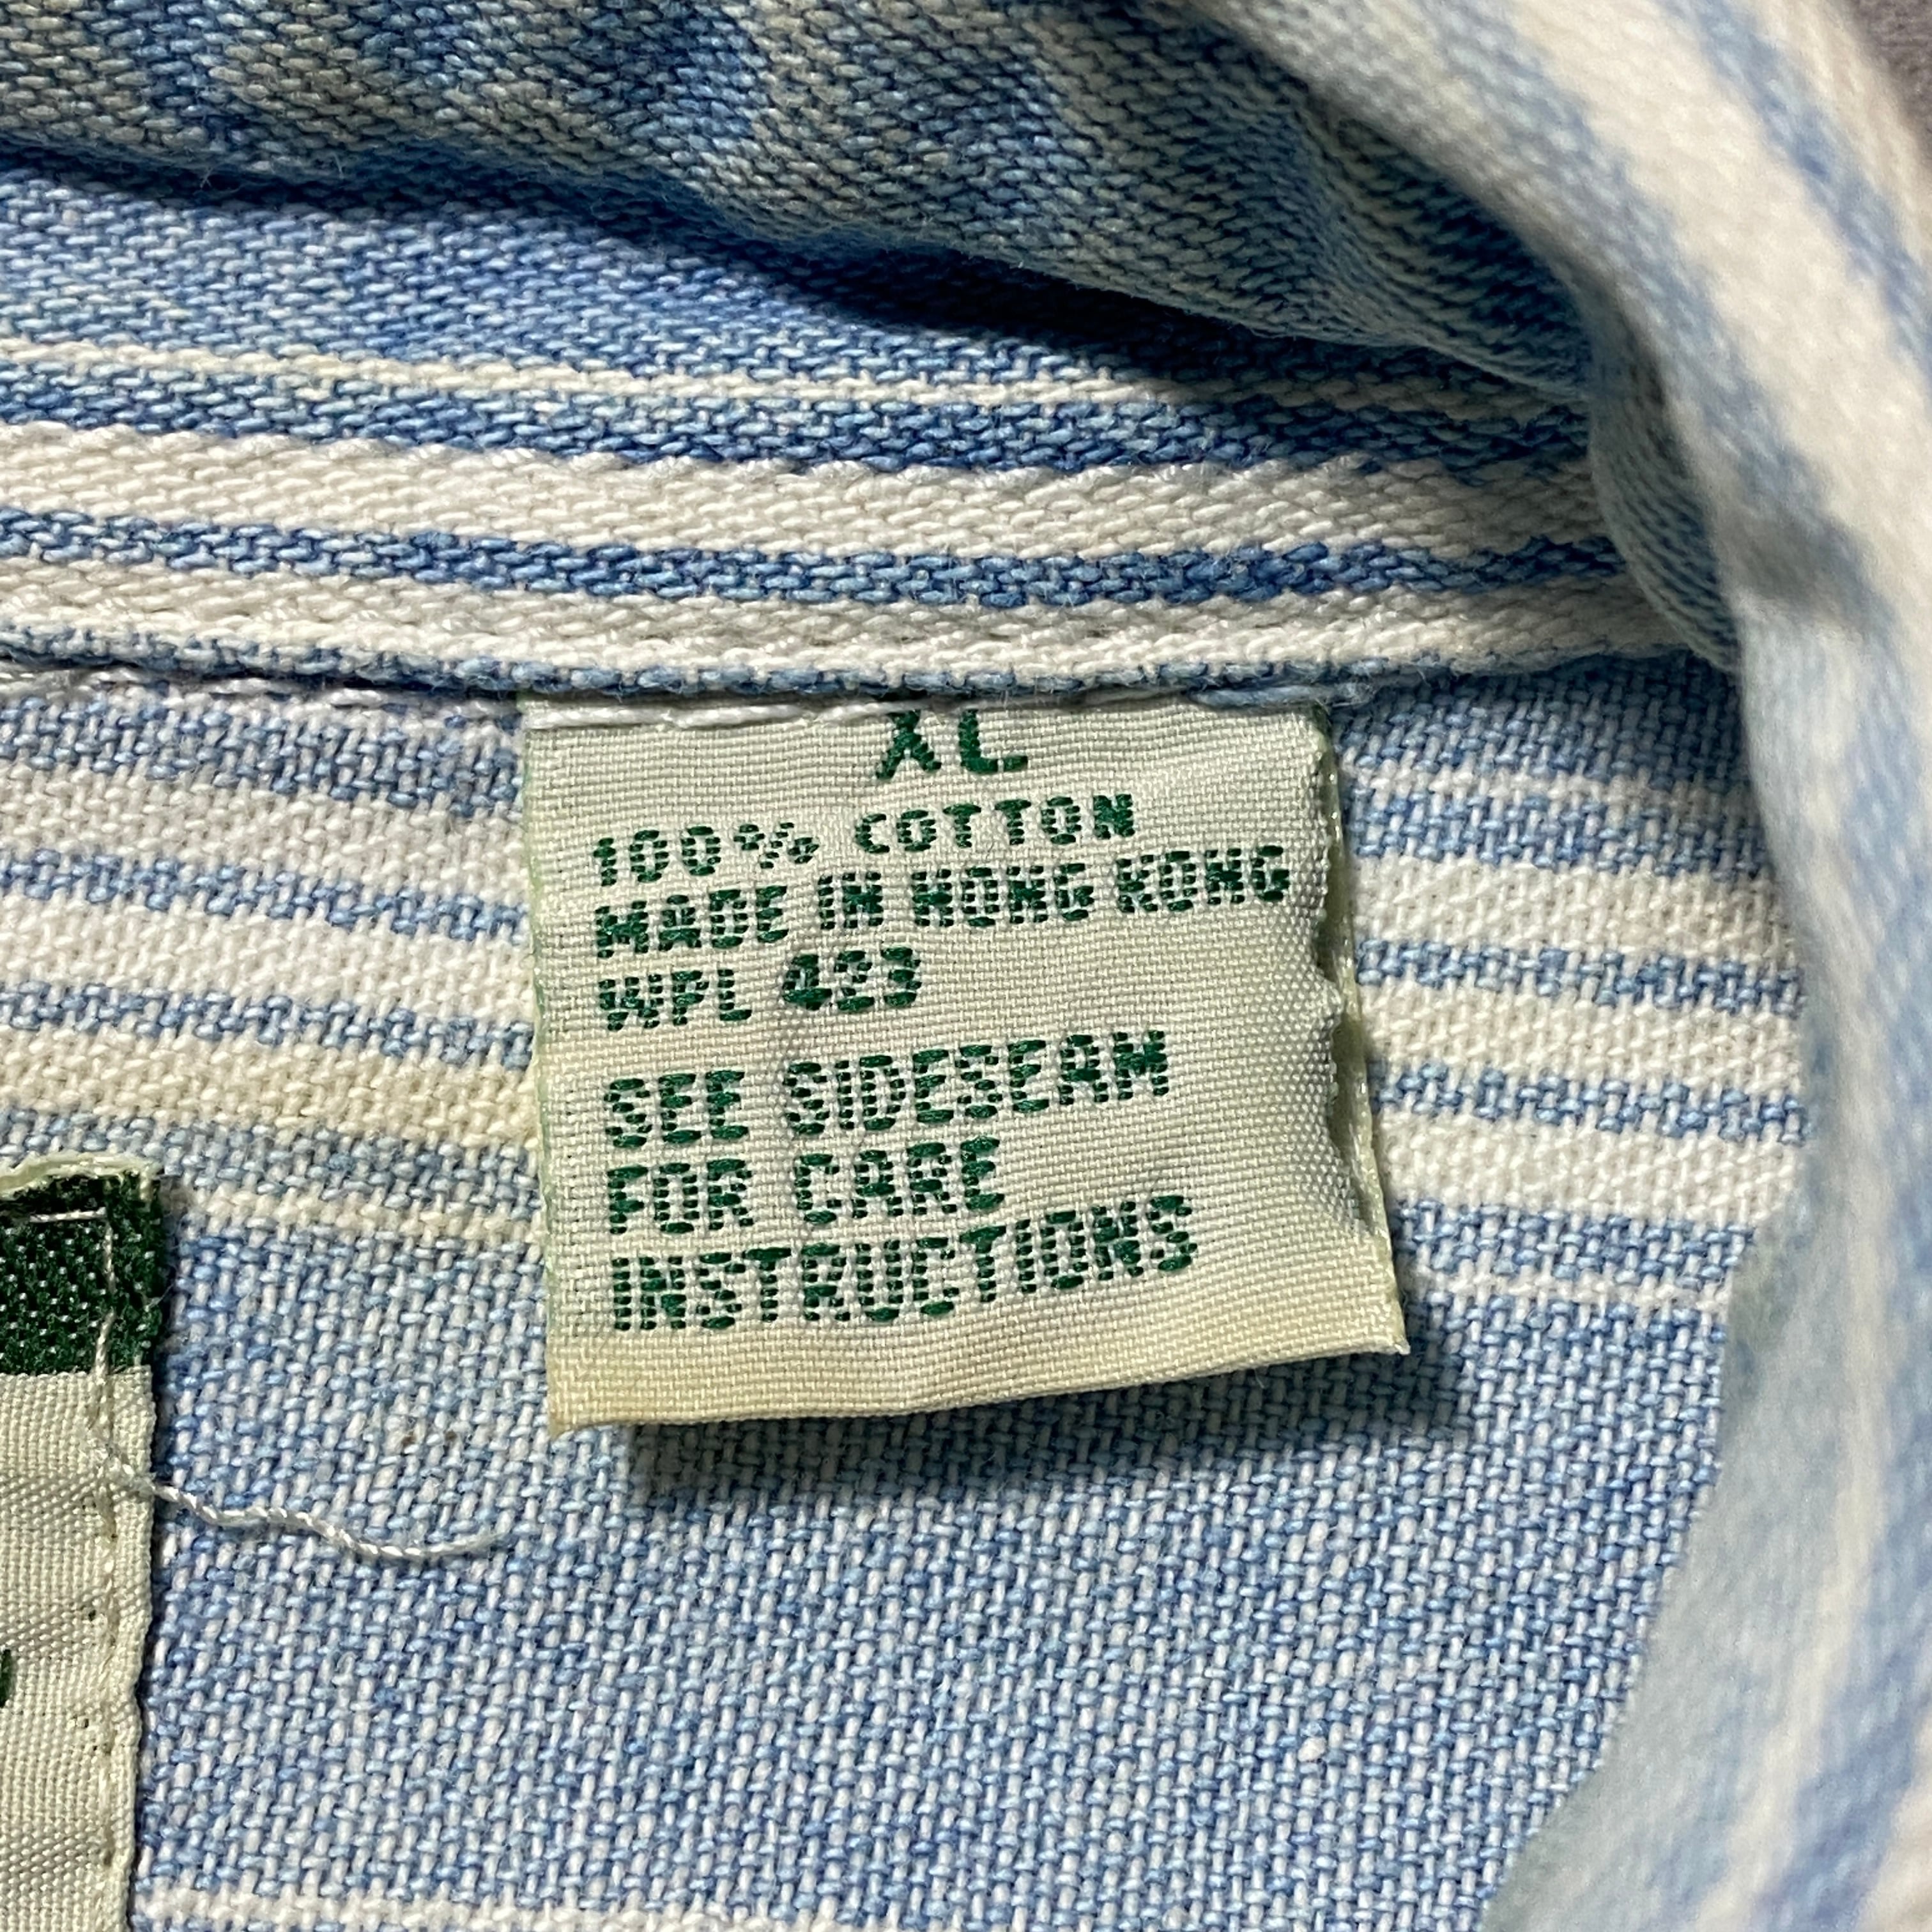 XL
100% COTTON
MADE IN HONG KONG
WPL 423
SEE SIDESEAM
FOR CARE
INSTRUCTIONS